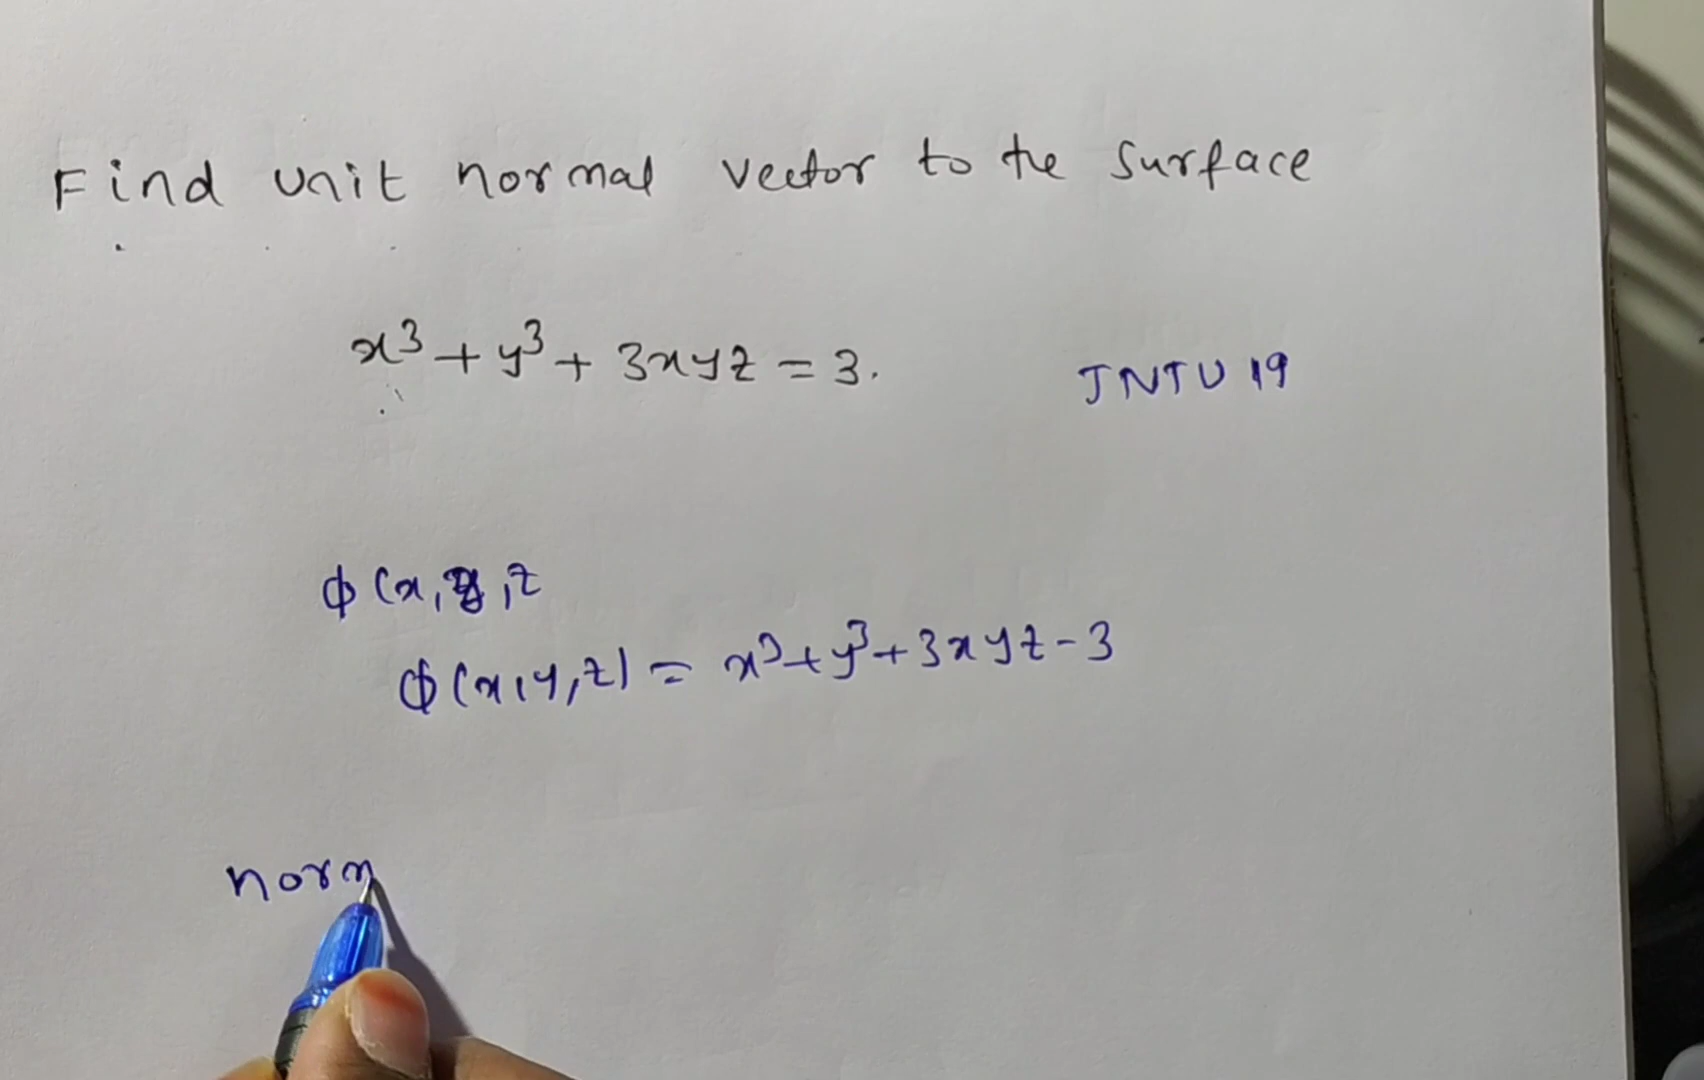 Find unit normal vector to the surface
x³ + y³ + 3xyz = 3.
JNTU 19
φ(x,y,z
φ(x,y,z) = x³+y³+3xyz-3
norm